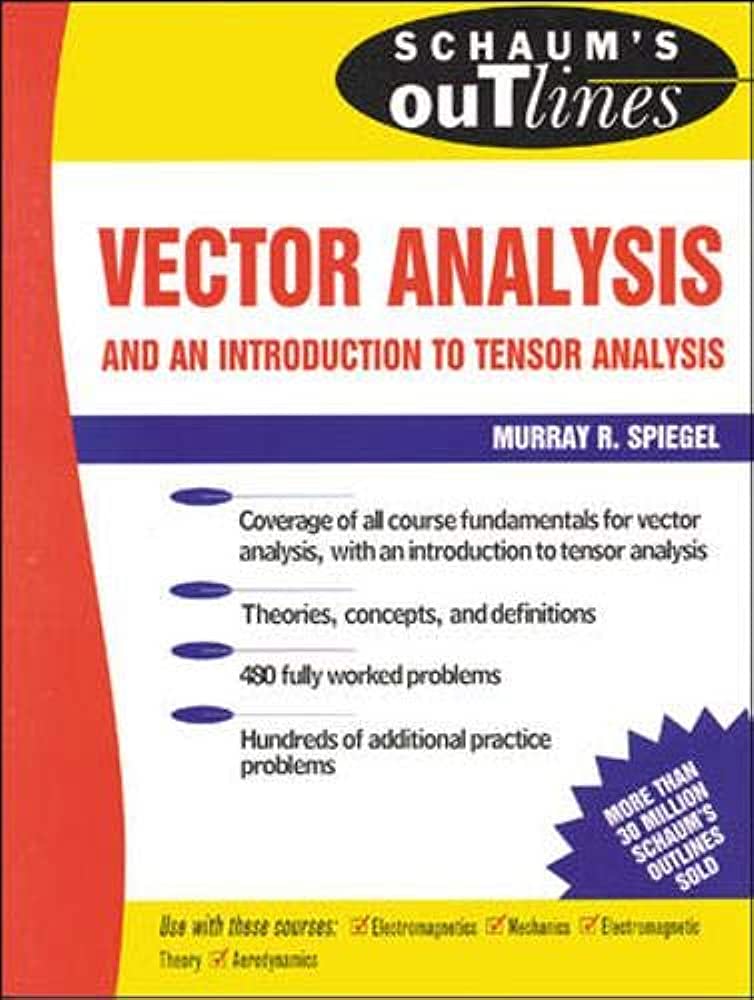 SCHAUM'S
ouTlines
VECTOR ANALYSIS
AND AN INTRODUCTION TO TENSOR ANALYSIS
MURRAY R. SPIEGEL
Coverage of all course fundamentals for vector
analysis, with an introduction to tensor analysis
Theories, concepts, and definitions
480 fully worked problems
Hundreds of additional practice
problems
MORE THAN
30 MILLION
SCHAUM'S
OUTLINES
SOLD
Use with these courses: ☑ Electromagnetics ☑ Mechanics ☑ Electromagnetic
Theory ☑ Aerodynamics